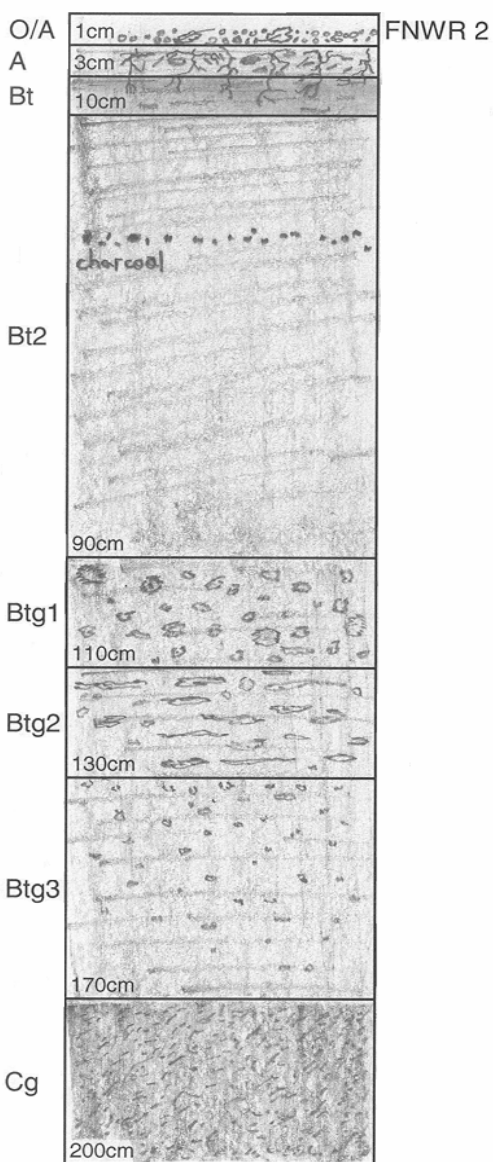 O/A 1cm FNWR 2
A 3cm
Bt 10cm
charcoal
Bt2
90cm
Btg1
110cm
Btg2
130cm
Btg3
170cm
Cg
200cm